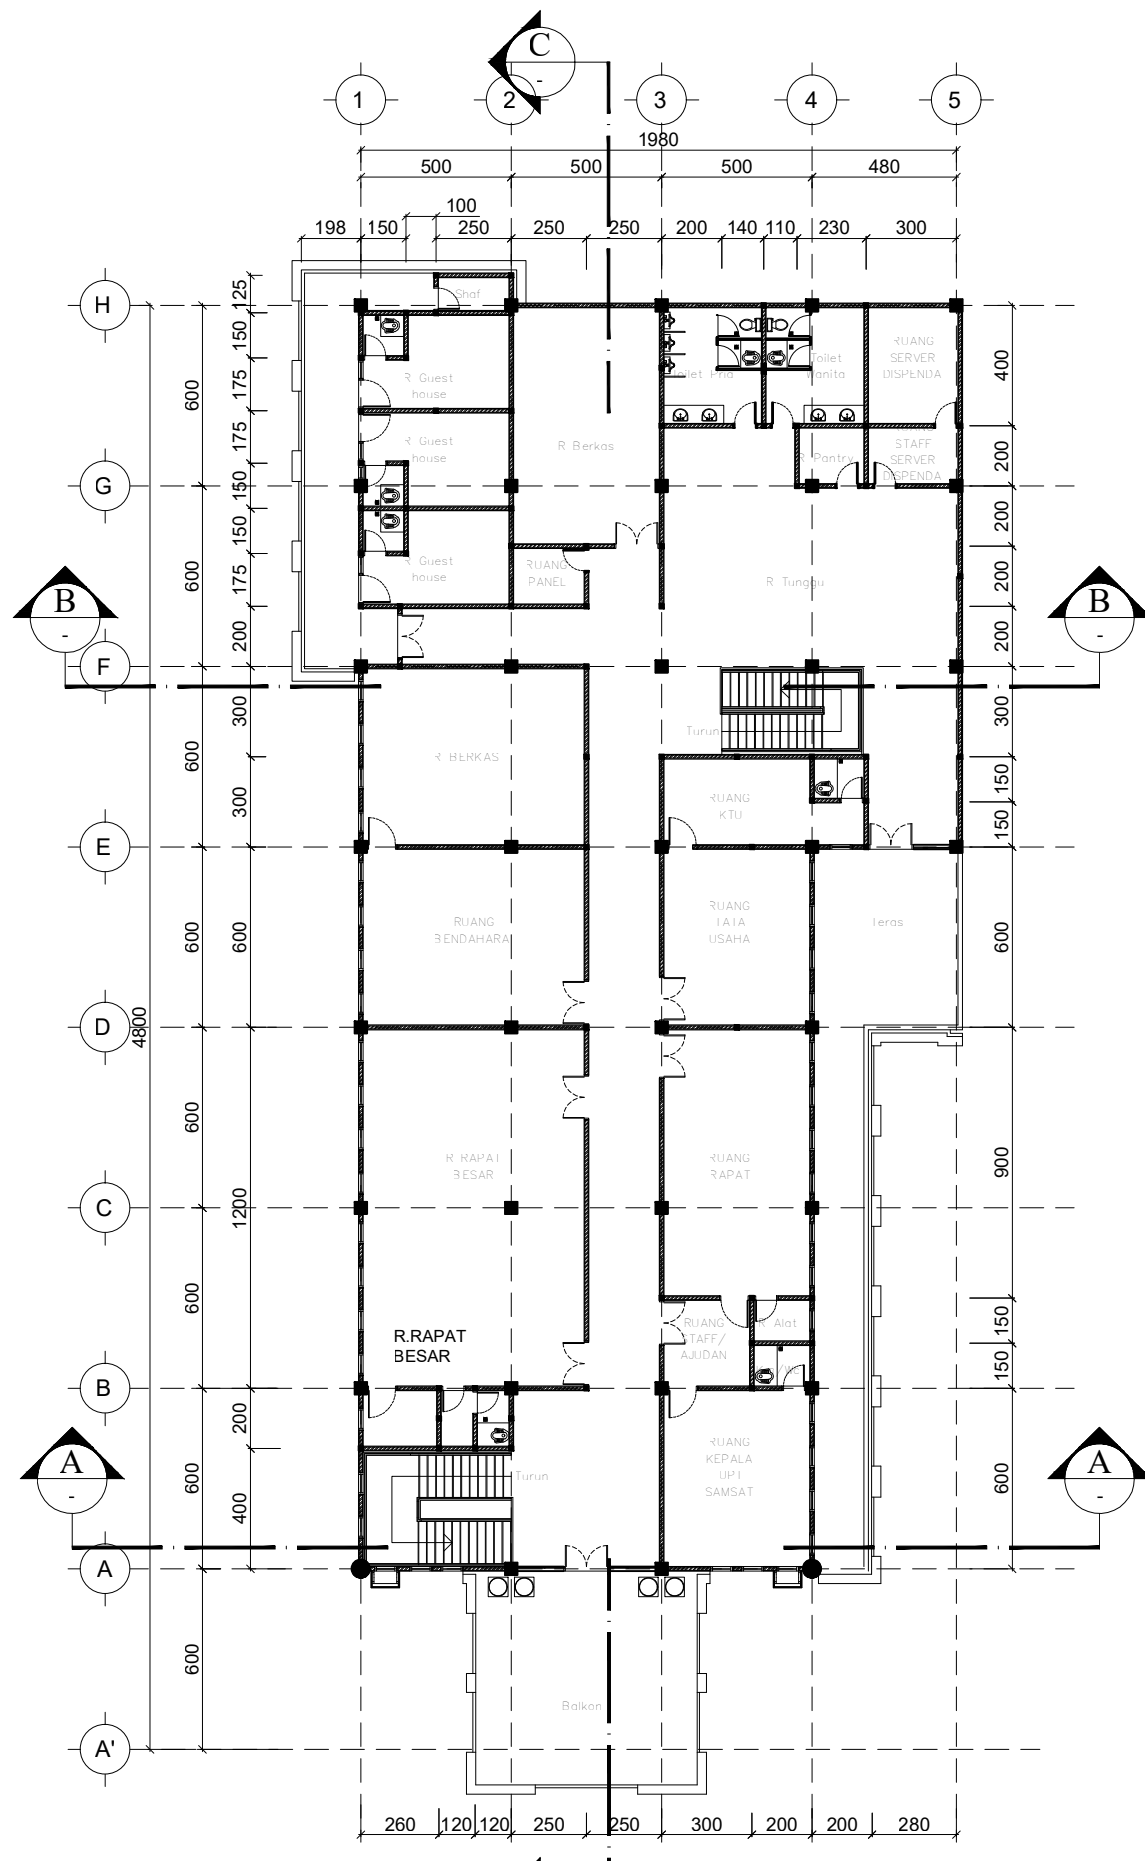 C
-
1
2
3
4
5
1980
500
500
500
480
100
198
150
250
250
250
200
140
110
230
300
H
G
F
E
D
C
B
A
A'
4800
600
600
600
600
600
600
600
600
125
150
175
175
150
150
175
200
300
300
600
1200
200
400
400
200
200
200
200
300
150
150
600
900
150
150
600
B
-
B
-
A
-
A
-
Shaf
R Guest
house
R Guest
house
R Guest
house
R Berkas
RUANG
PANEL
Toilet Pria
Toilet
Wanita
RUANG
SERVER
DISPENDA
R Pantry
STAFF
SERVER
DISPENDA
R Tunggu
Turun
R BERKAS
RUANG
KTU
RUANG
BENDAHARA
RUANG
TATA
USAHA
Teras
R RAPAT
BESAR
RUANG
RAPAT
R.RAPAT
BESAR
RUANG
STAFF/
AJUDAN
R. Alat
Turun
RUANG
KEPALA
UPT
SAMSAT
Balkon
260
120
120
250
250
300
200
200
280